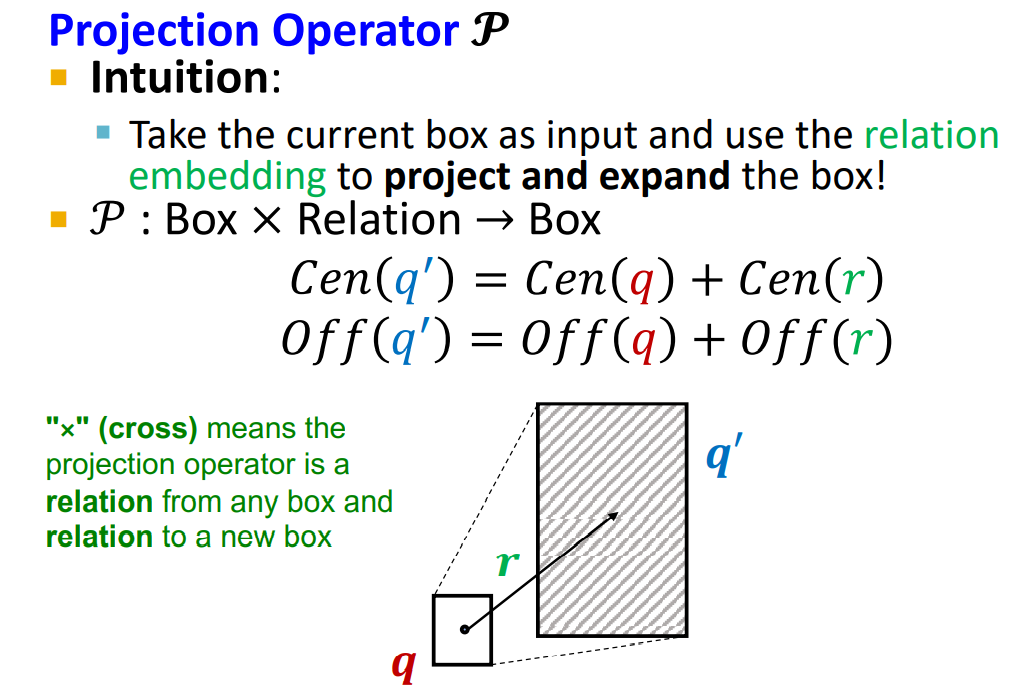 Projection Operator 𝒫
▪ Intuition:
▪ Take the current box as input and use the relation
embedding to project and expand the box!
▪ 𝒫 : Box × Relation → Box
Cen(q′) = Cen(q) + Cen(r)
Off(q′) = Off(q) + Off(r)
"×" (cross) means the
projection operator is a
relation from any box and
relation to a new box
q′
r
q